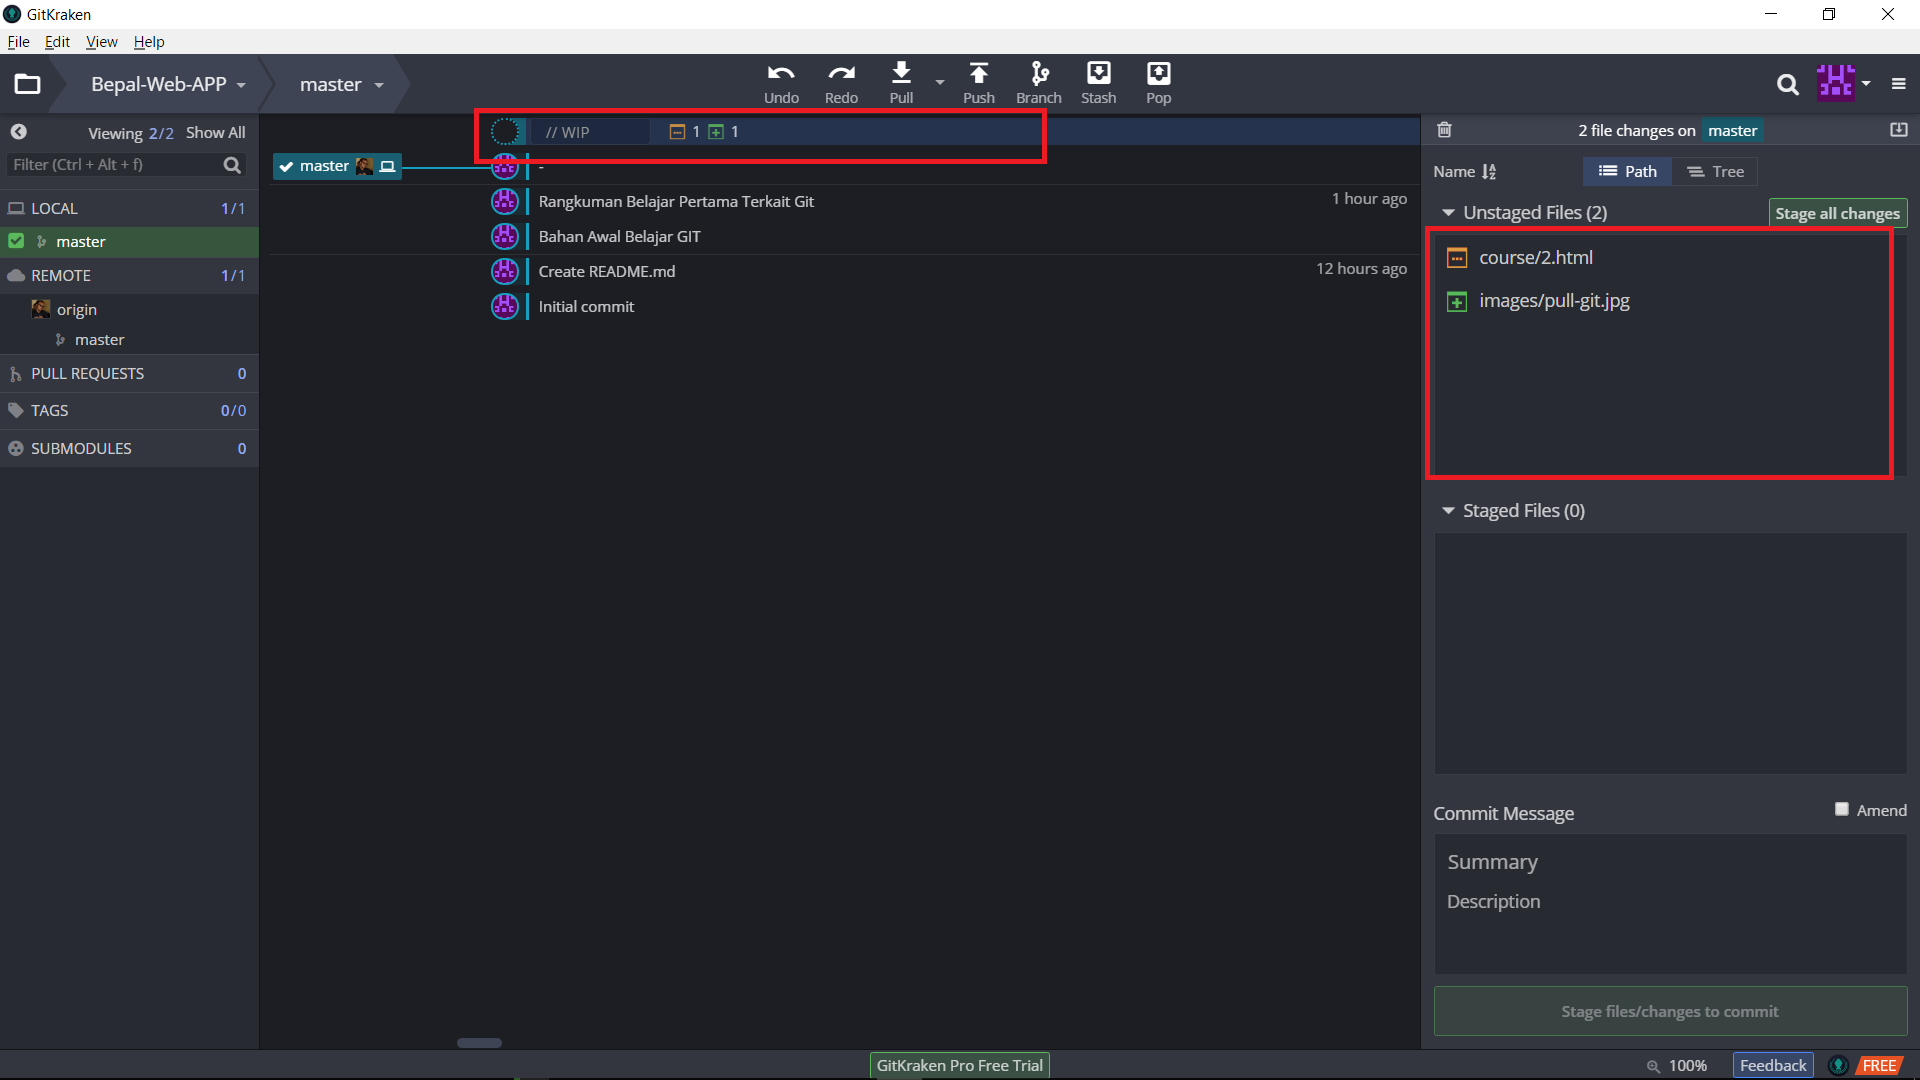 GitKraken
File Edit View Help
Bepal-Web-APP
master
Undo
Redo
Pull
Push
Branch
Stash
Pop
Viewing 2/2 Show All
Filter (Ctrl + Alt + f)
LOCAL 1/1
master
REMOTE 1/1
origin
master
PULL REQUESTS 0
TAGS 0/0
SUBMODULES 0
// WIP 1 1
master -
Rangkuman Belajar Pertama Terkait Git 1 hour ago
Bahan Awal Belajar GIT
Create README.md 12 hours ago
Initial commit
2 file changes on master
Name Path Tree
Unstaged Files (2) Stage all changes
course/2.html
images/pull-git.jpg
Staged Files (0)
Commit Message Amend
Summary
Description
Stage files/changes to commit
GitKraken Pro Free Trial 100% Feedback FREE